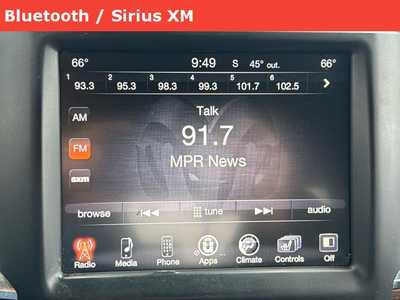 Bluetooth / Sirius XM
66° 9:49 S 45° out. 66°
1 93.3 2 95.3 3 98.3 4 99.3 5 101.7 6 102.5
AM
Talk
91.7
FM
MPR News
sxm
browse tune audio
Radio Media Phone Apps Climate Controls Off